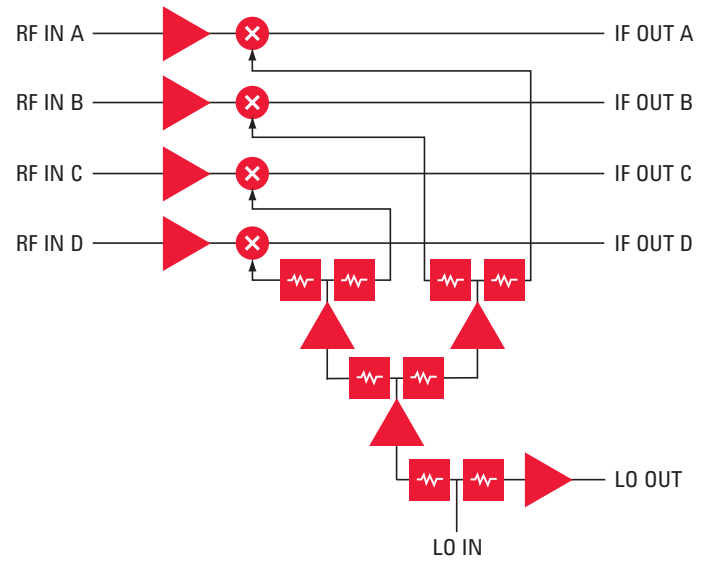 RF IN A
IF OUT A
RF IN B
IF OUT B
RF IN C
IF OUT C
RF IN D
IF OUT D
LO OUT
LO IN